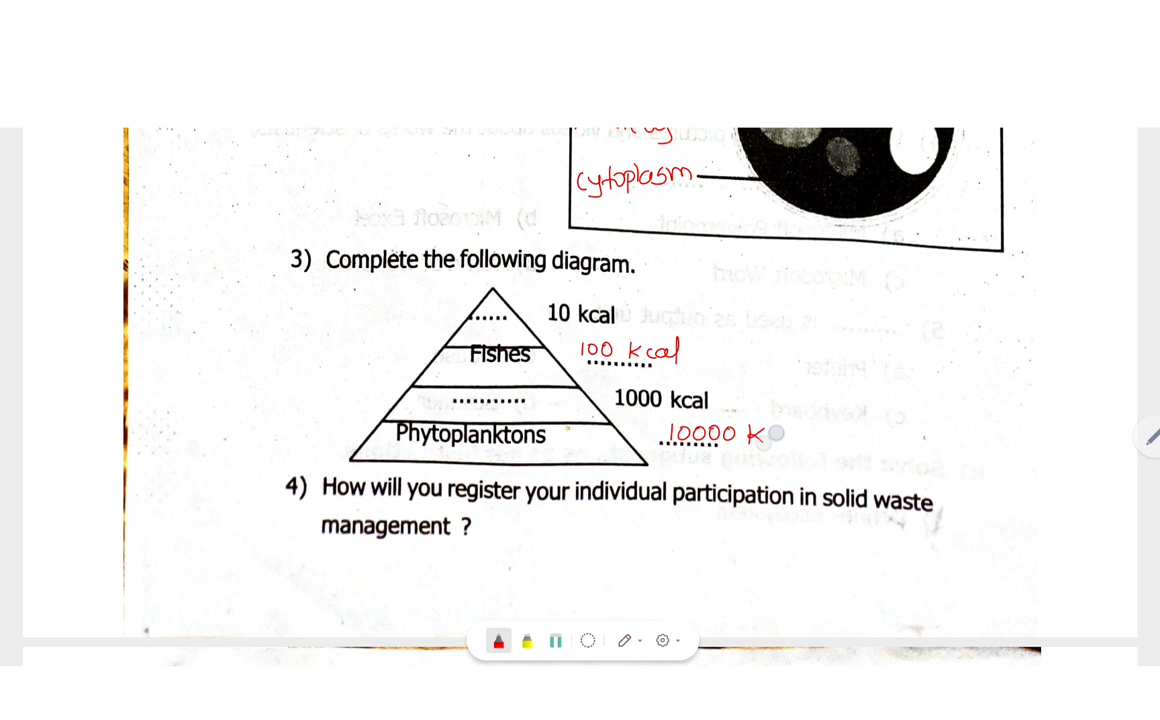 cytoplasm
3) Complete the following diagram.
...... 10 kcal
Fishes 100 kcal
........... 1000 kcal
Phytoplanktons 10000 k
4) How will you register your individual participation in solid waste
management ?